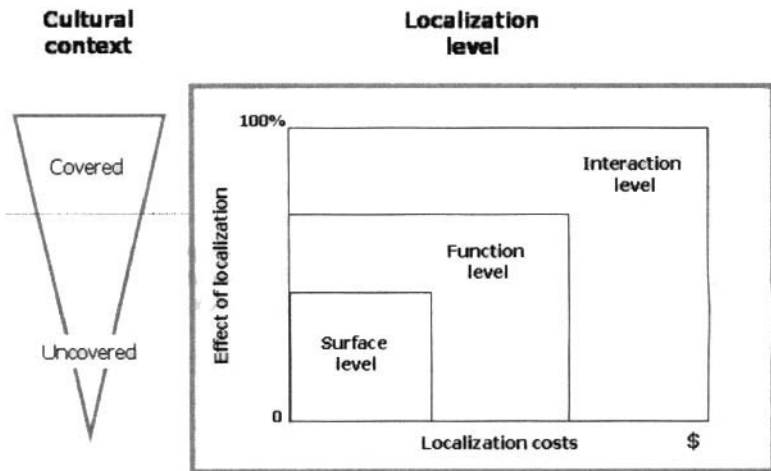 Cultural
context
Localization
level
Covered
Uncovered
100%
Effect of localization
0
Interaction
level
Function
level
Surface
level
Localization costs
$